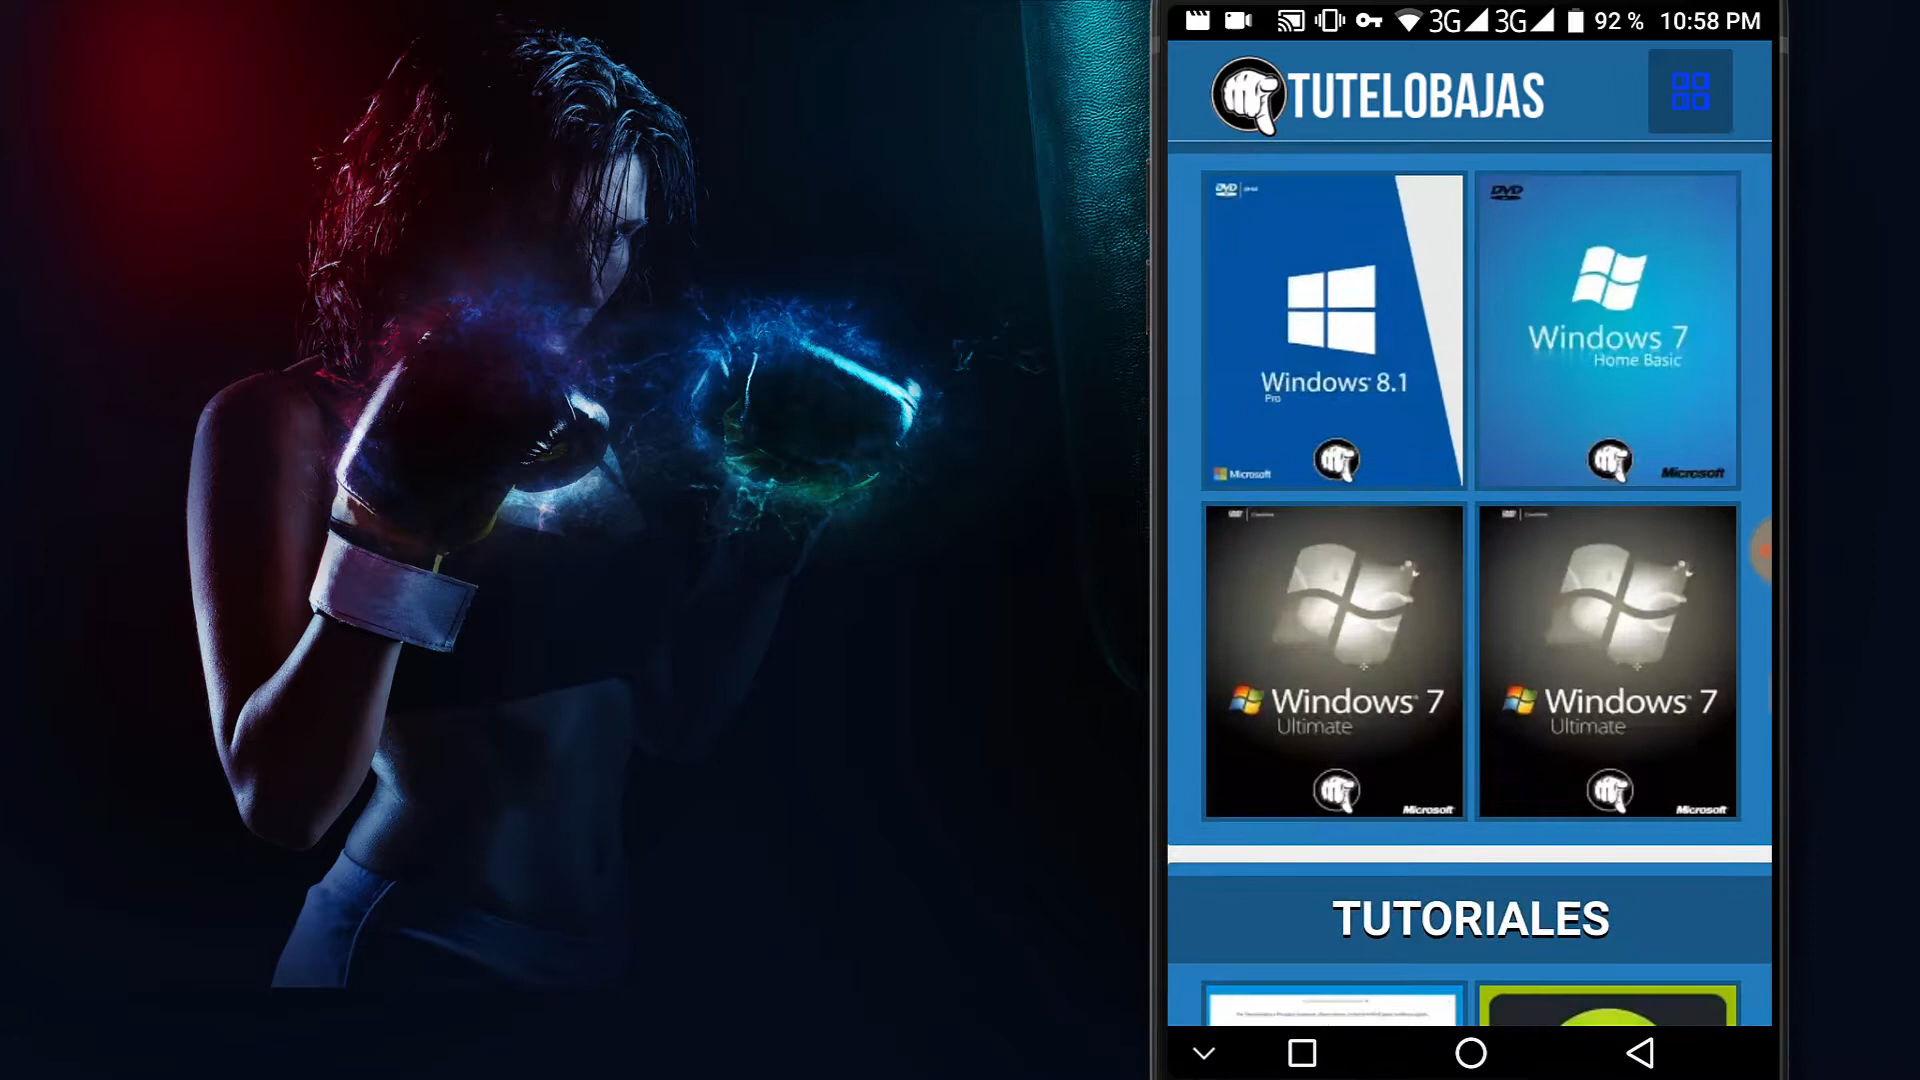 3G 3G 92 % 10:58 PM
TUTELOBAJAS
DVD
Windows 8.1
Pro
Microsoft
DVD
Windows 7
Home Basic
Microsoft
Windows 7
Ultimate
Microsoft
Windows 7
Ultimate
Microsoft
TUTORIALES